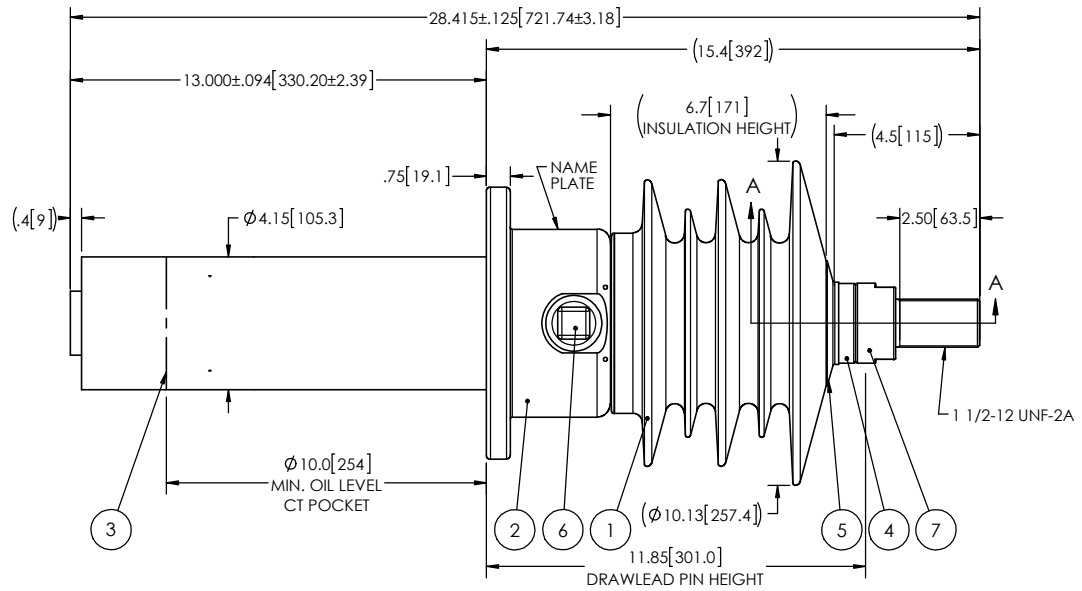 28.415±.125[721.74±3.18]
(15.4[392])
13.000±.094[330.20±2.39]
(6.7[171]
INSULATION HEIGHT)
(4.5[115])
.75[19.1]
NAME
PLATE
A
(.4[9])
Ø4.15[105.3]
2.50[63.5]
A
1 1/2-12 UNF-2A
Ø10.0[254]
MIN. OIL LEVEL
CT POCKET
(Ø10.13[257.4])
3
2
6
1
5
4
7
11.85[301.0]
DRAWLEAD PIN HEIGHT